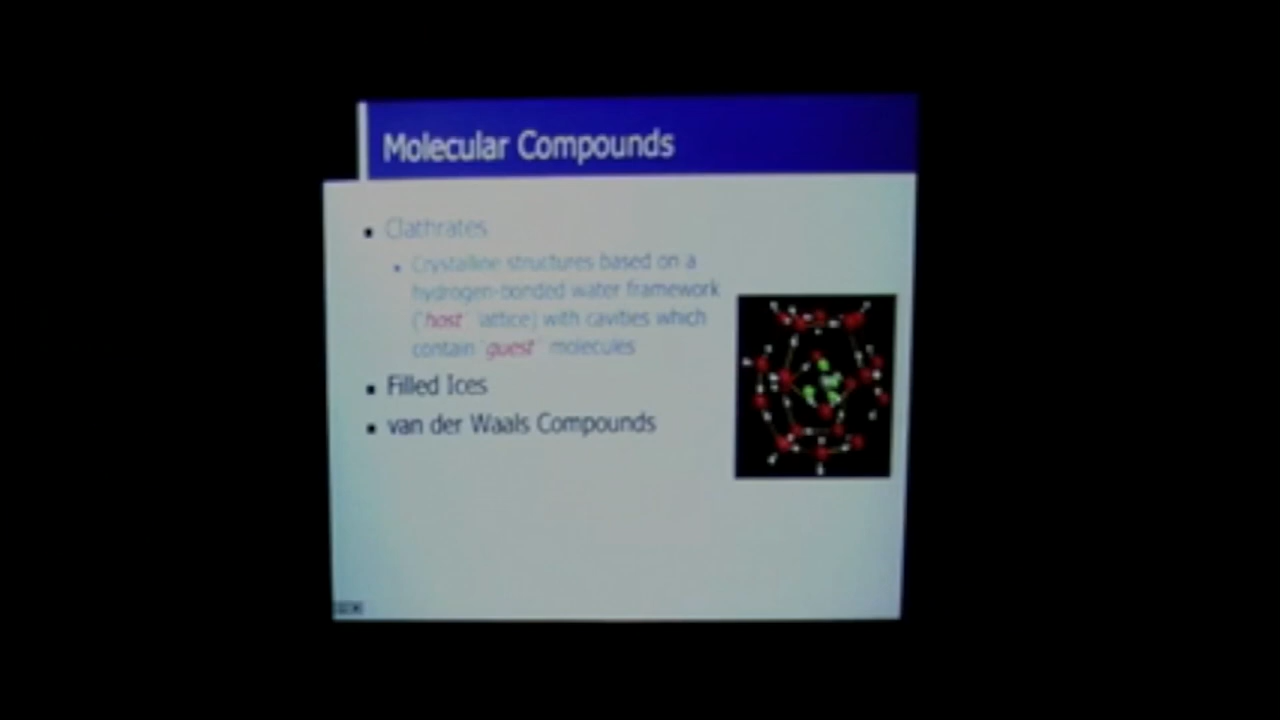 Molecular Compounds
Clathrates
Crystalline structures based on a
hydrogen-bonded water framework
("host" lattice) with cavities which
contain "guest" molecules
Filled Ices
van der Waals Compounds